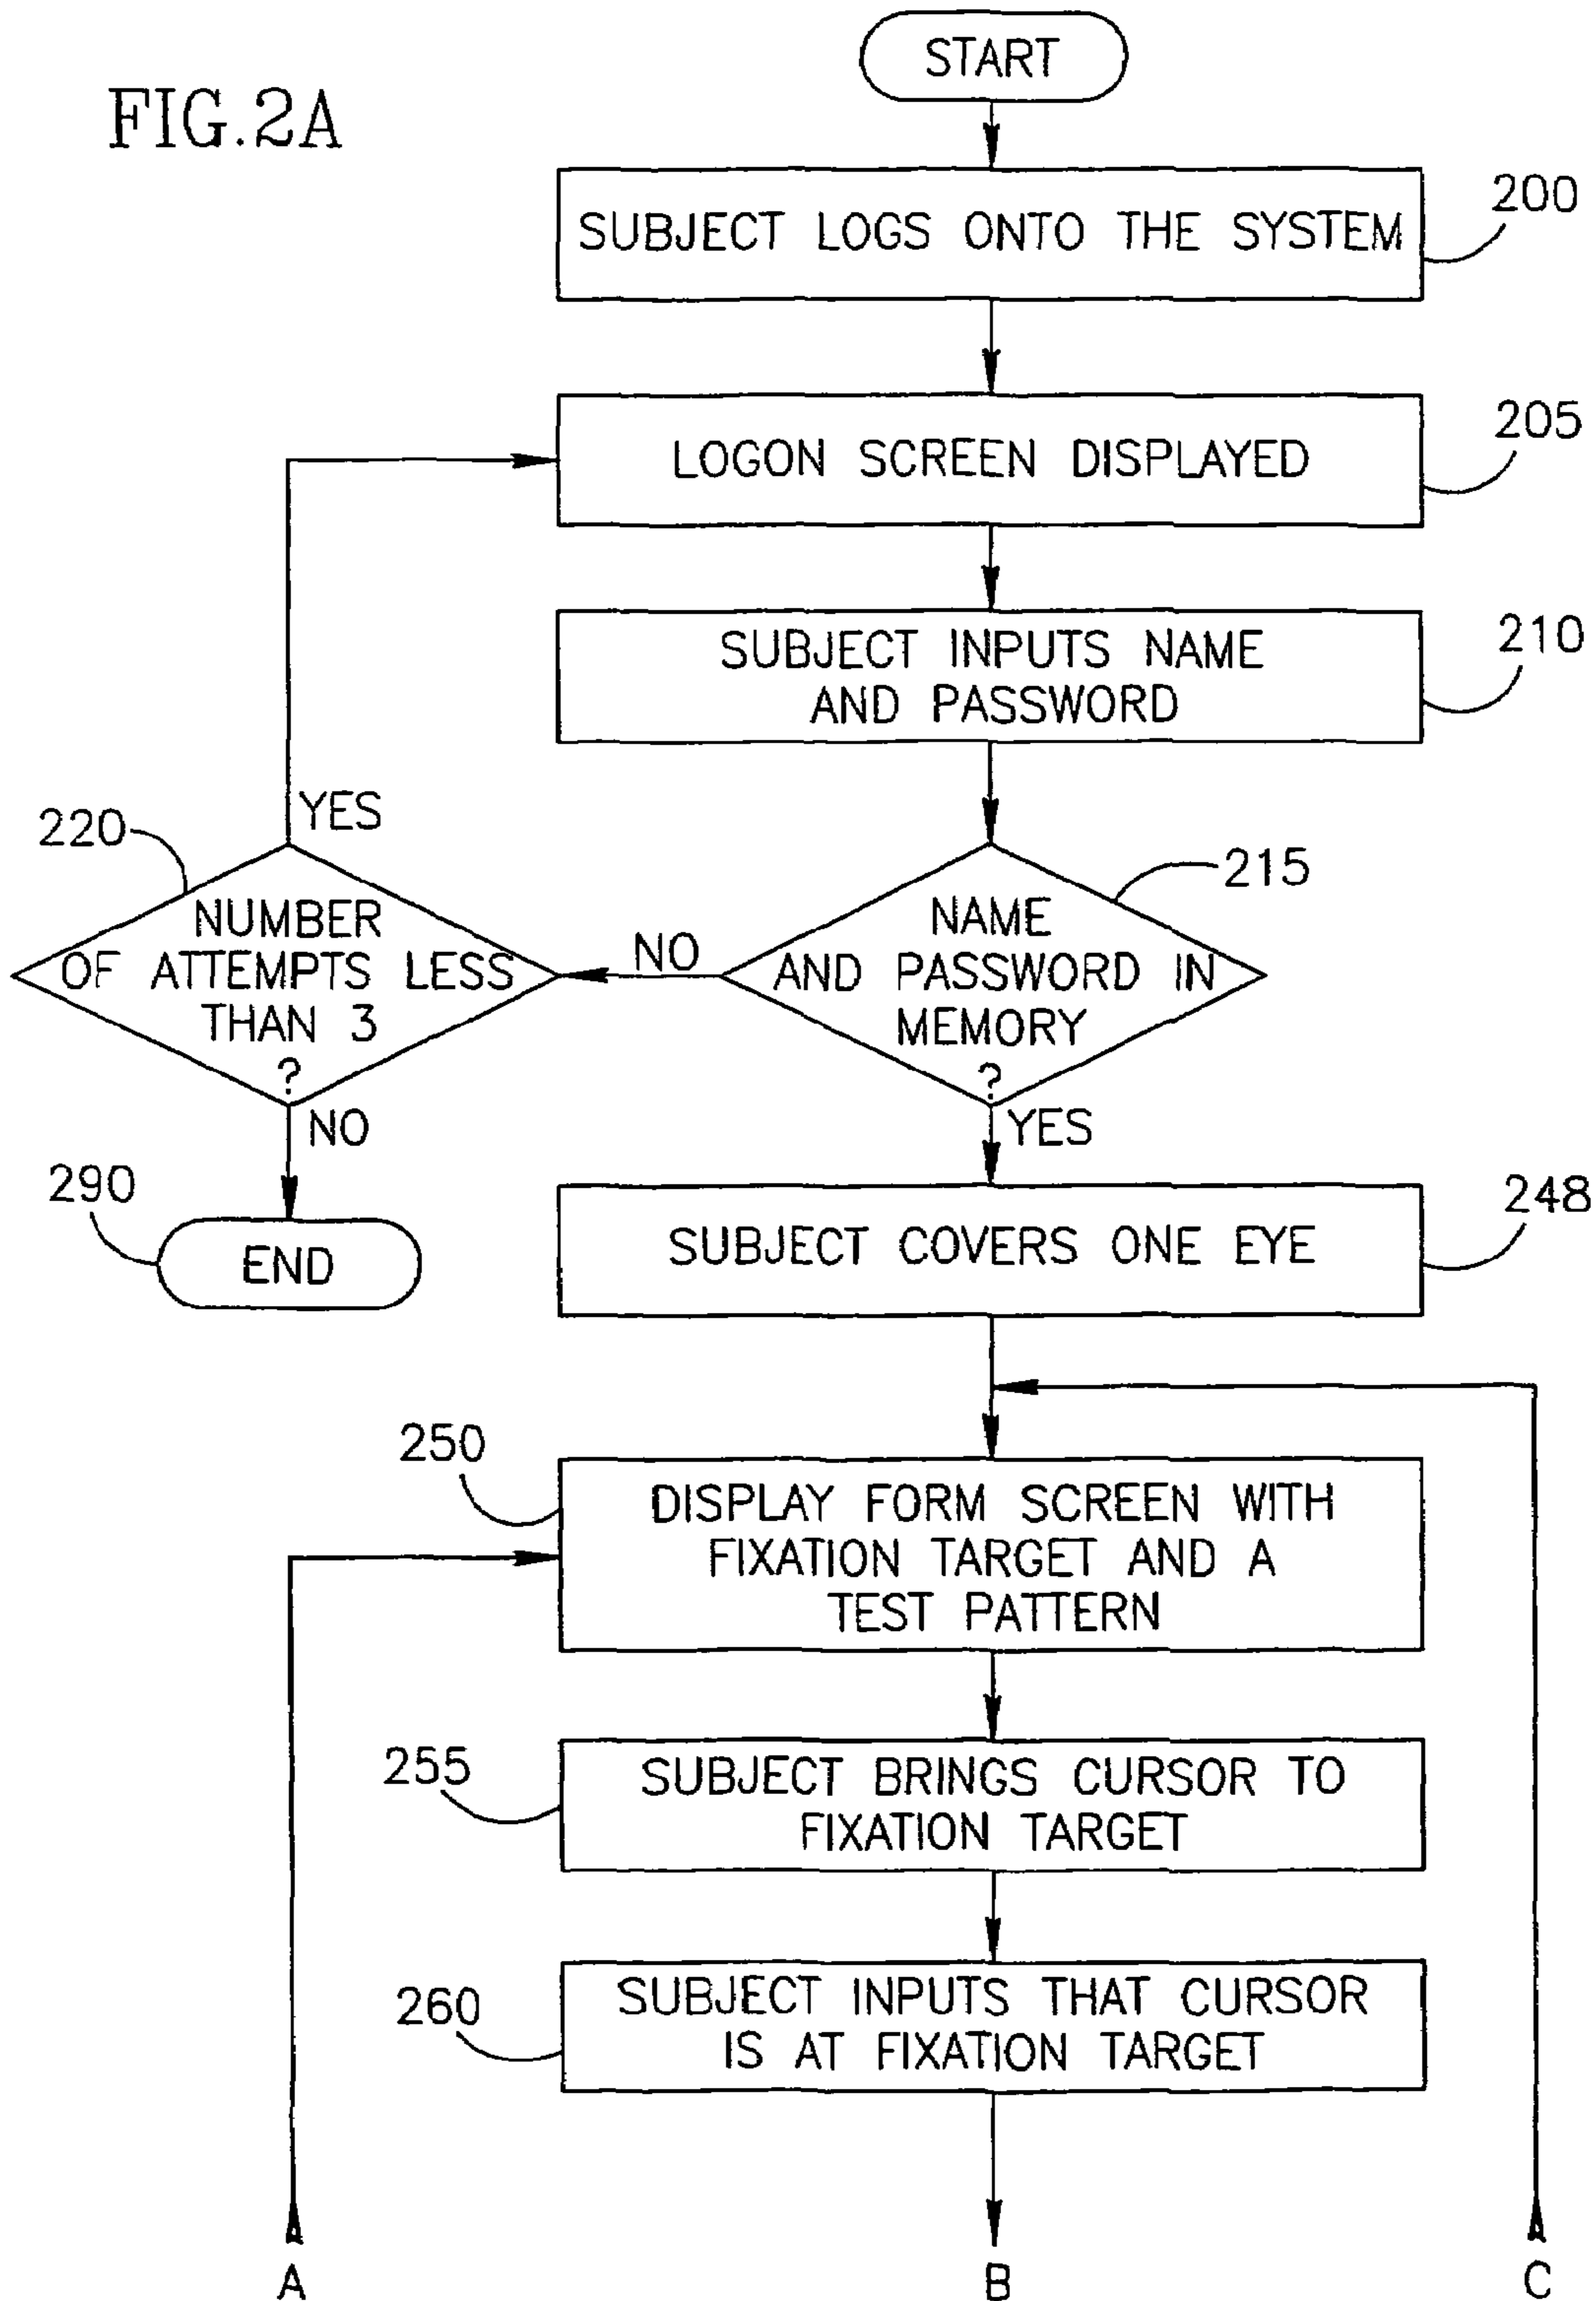 FIG.2A
START
SUBJECT LOGS ONTO THE SYSTEM
200
LOGON SCREEN DISPLAYED
205
SUBJECT INPUTS NAME
AND PASSWORD
210
220
YES
NUMBER
OF ATTEMPTS LESS
THAN 3
?
NO
NO
215
NAME
AND PASSWORD IN
MEMORY
?
YES
290
END
SUBJECT COVERS ONE EYE
248
250
DISPLAY FORM SCREEN WITH
FIXATION TARGET AND A
TEST PATTERN
255
SUBJECT BRINGS CURSOR TO
FIXATION TARGET
260
SUBJECT INPUTS THAT CURSOR
IS AT FIXATION TARGET
A
B
C